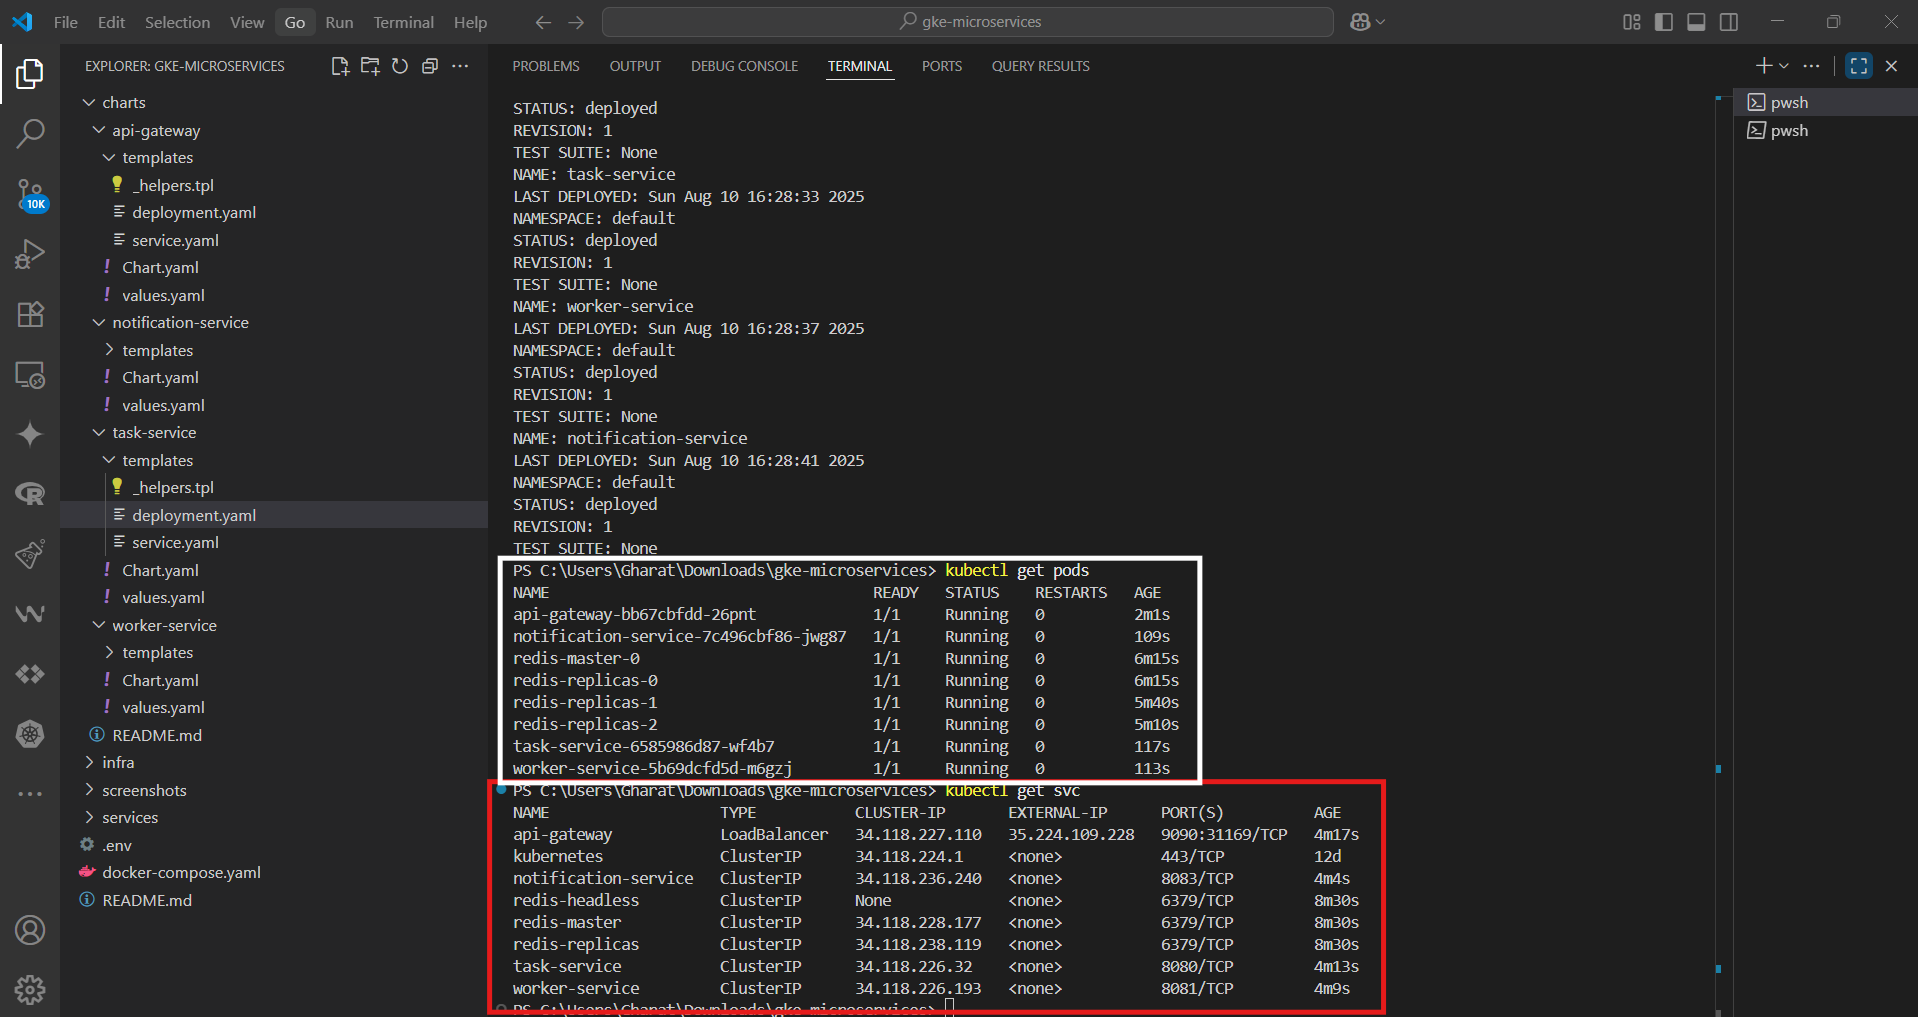 File Edit Selection View Go Run Terminal Help
gke-microservices
EXPLORER: GKE-MICROSERVICES
10K
charts
api-gateway
templates
_helpers.tpl
deployment.yaml
service.yaml
! Chart.yaml
! values.yaml
notification-service
templates
! Chart.yaml
! values.yaml
task-service
templates
_helpers.tpl
deployment.yaml
service.yaml
! Chart.yaml
! values.yaml
worker-service
templates
! Chart.yaml
! values.yaml
README.md
infra
screenshots
services
.env
docker-compose.yaml
README.md
PROBLEMS OUTPUT DEBUG CONSOLE TERMINAL PORTS QUERY RESULTS
STATUS: deployed
REVISION: 1
TEST SUITE: None
NAME: task-service
LAST DEPLOYED: Sun Aug 10 16:28:33 2025
NAMESPACE: default
STATUS: deployed
REVISION: 1
TEST SUITE: None
NAME: worker-service
LAST DEPLOYED: Sun Aug 10 16:28:37 2025
NAMESPACE: default
STATUS: deployed
REVISION: 1
TEST SUITE: None
NAME: notification-service
LAST DEPLOYED: Sun Aug 10 16:28:41 2025
NAMESPACE: default
STATUS: deployed
REVISION: 1
TEST SUITE: None
PS C:\Users\Gharat\Downloads\gke-microservices> kubectl get pods
NAME READY STATUS RESTARTS AGE
api-gateway-bb67cbfdd-26pnt 1/1 Running 0 2m1s
notification-service-7c496cbf86-jwg87 1/1 Running 0 109s
redis-master-0 1/1 Running 0 6m15s
redis-replicas-0 1/1 Running 0 6m15s
redis-replicas-1 1/1 Running 0 5m40s
redis-replicas-2 1/1 Running 0 5m10s
task-service-6585986d87-wf4b7 1/1 Running 0 117s
worker-service-5b69dcfd5d-m6gzj 1/1 Running 0 113s
PS C:\Users\Gharat\Downloads\gke-microservices> kubectl get svc
NAME TYPE CLUSTER-IP EXTERNAL-IP PORT(S) AGE
api-gateway LoadBalancer 34.118.227.110 35.224.109.228 9090:31169/TCP 4m17s
kubernetes ClusterIP 34.118.224.1 <none> 443/TCP 12d
notification-service ClusterIP 34.118.236.240 <none> 8083/TCP 4m4s
redis-headless ClusterIP None <none> 6379/TCP 8m30s
redis-master ClusterIP 34.118.228.177 <none> 6379/TCP 8m30s
redis-replicas ClusterIP 34.118.238.119 <none> 6379/TCP 8m30s
task-service ClusterIP 34.118.226.32 <none> 8080/TCP 4m13s
worker-service ClusterIP 34.118.226.193 <none> 8081/TCP 4m9s
PS C:\Users\Gharat\Downloads\gke-microservices>
pwsh
pwsh